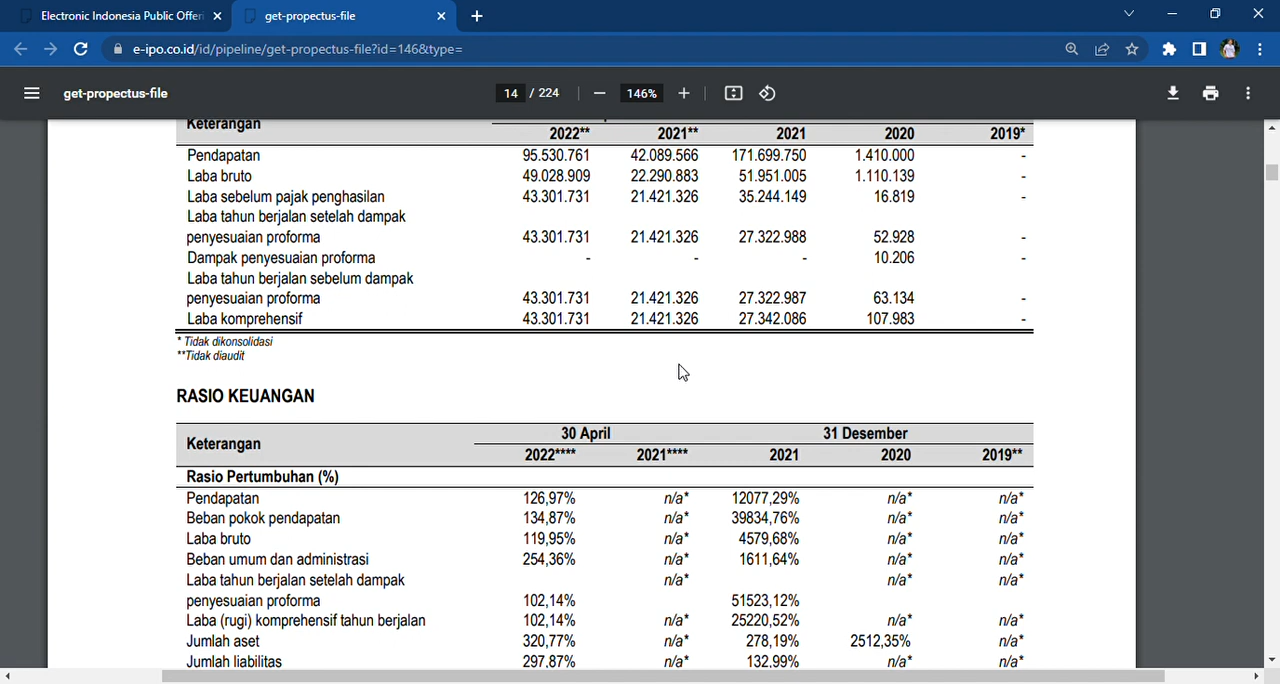 Electronic Indonesia Public Offeri
get-propectus-file
e-ipo.co.id/id/pipeline/get-propectus-file?id=146&type=
get-propectus-file 14 / 224 146%
Keterangan
2022** 2021** 2021 2020 2019*
Pendapatan 95.530.761 42.089.566 171.699.750 1.410.000 -
Laba bruto 49.028.909 22.290.883 51.951.005 1.110.139 -
Laba sebelum pajak penghasilan 43.301.731 21.421.326 35.244.149 16.819 -
Laba tahun berjalan setelah dampak
penyesuaian proforma 43.301.731 21.421.326 27.322.988 52.928 -
Dampak penyesuaian proforma - - - 10.206 -
Laba tahun berjalan sebelum dampak
penyesuaian proforma 43.301.731 21.421.326 27.322.987 63.134 -
Laba komprehensif 43.301.731 21.421.326 27.342.086 107.983 -
* Tidak dikonsolidasi
**Tidak diaudit
RASIO KEUANGAN
Keterangan 30 April 31 Desember
2022**** 2021**** 2021 2020 2019**
Rasio Pertumbuhan (%)
Pendapatan 126,97% n/a* 12077,29% n/a* n/a*
Beban pokok pendapatan 134,87% n/a* 39834,76% n/a* n/a*
Laba bruto 119,95% n/a* 4579,68% n/a* n/a*
Beban umum dan administrasi 254,36% n/a* 1611,64% n/a* n/a*
Laba tahun berjalan setelah dampak n/a* n/a* n/a*
penyesuaian proforma 102,14% 51523,12%
Laba (rugi) komprehensif tahun berjalan 102,14% n/a* 25220,52% n/a* n/a*
Jumlah aset 320,77% n/a* 278,19% 2512,35% n/a*
Jumlah liabilitas 297,87% n/a* 132,99% n/a* n/a*